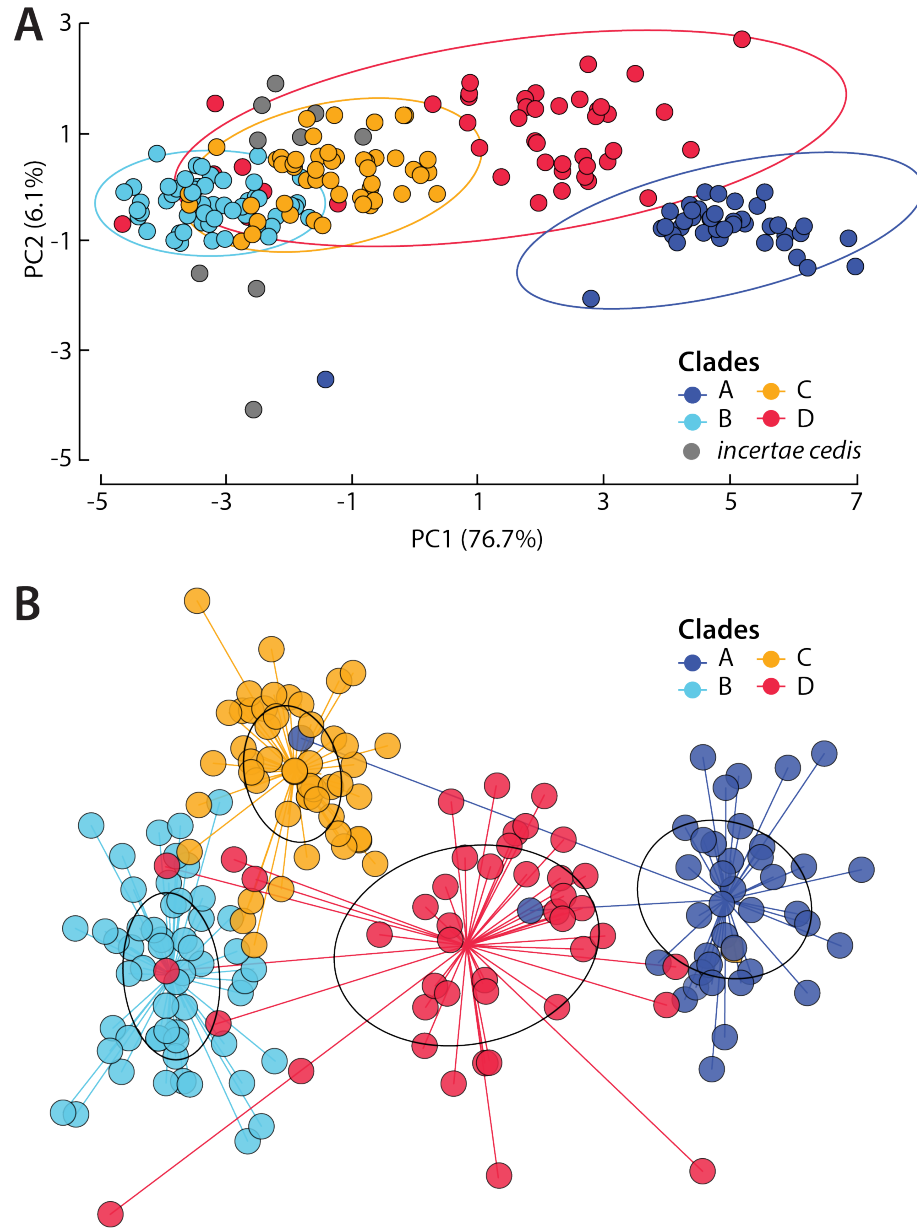 A
3
1
-1
-3
-5
PC2 (6.1%)
-5 -3 -1 1 3 5 7
PC1 (76.7%)
Clades
A C
B D
incertae cedis
B
Clades
A C
B D